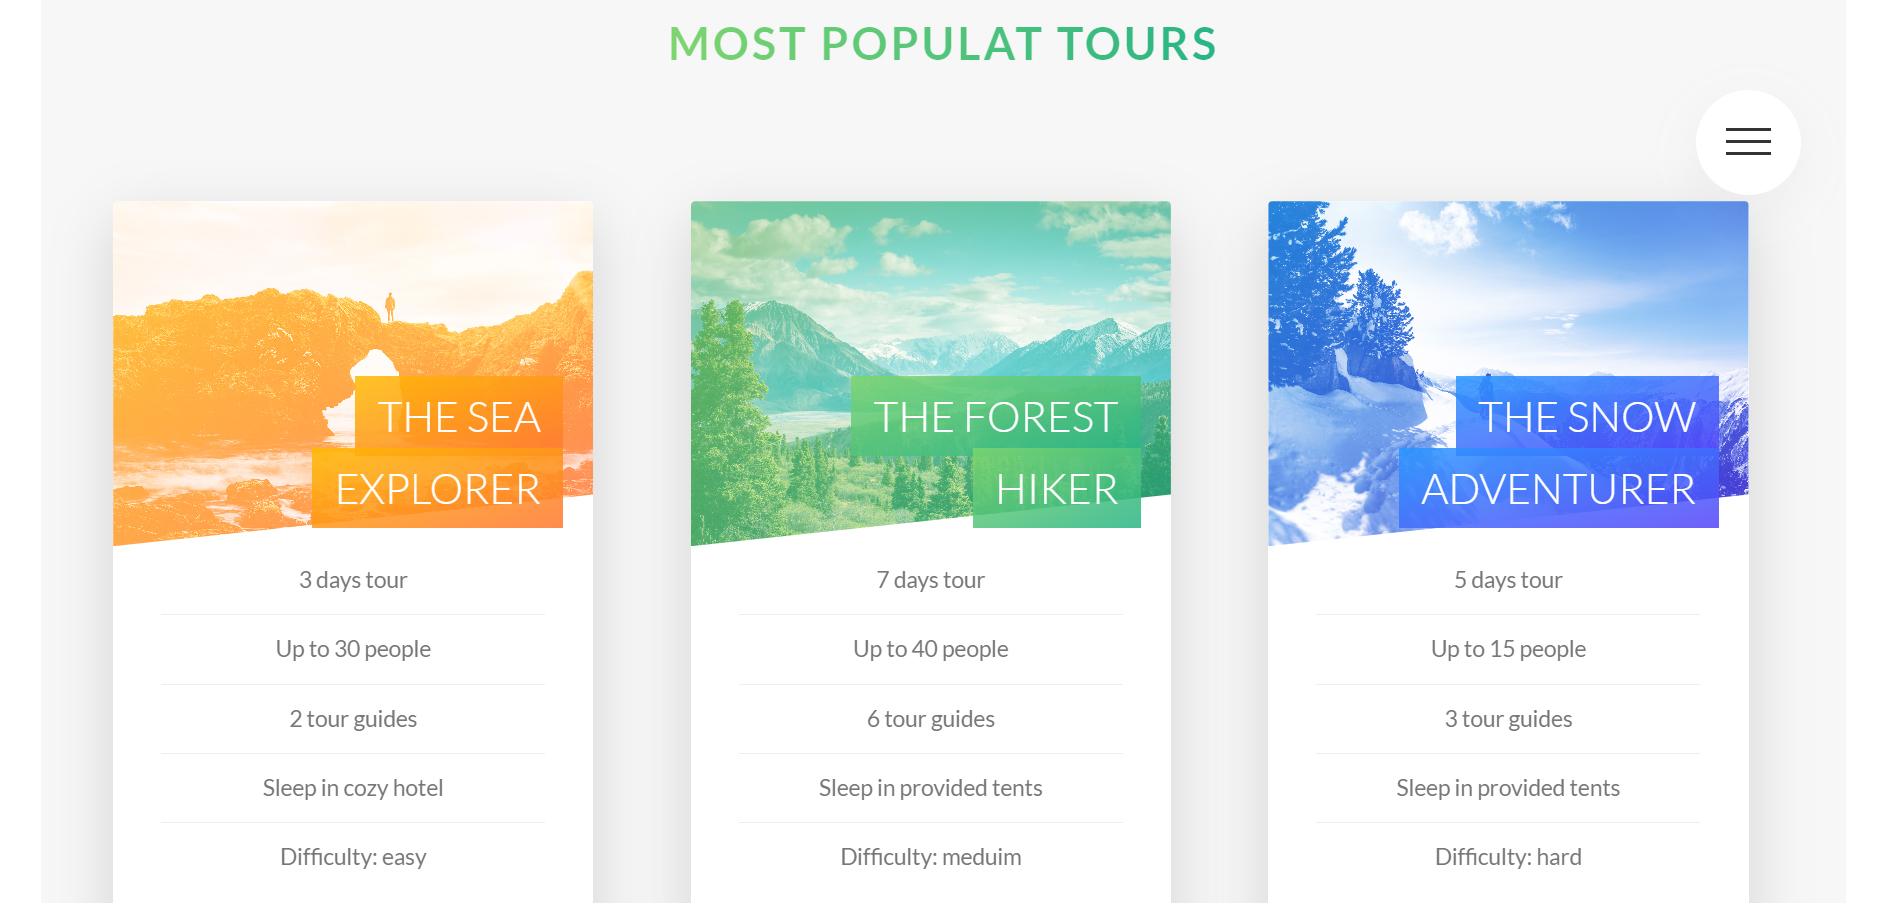 MOST POPULAT TOURS
THE SEA
EXPLORER
3 days tour
Up to 30 people
2 tour guides
Sleep in cozy hotel
Difficulty: easy
THE FOREST
HIKER
7 days tour
Up to 40 people
6 tour guides
Sleep in provided tents
Difficulty: meduim
THE SNOW
ADVENTURER
5 days tour
Up to 15 people
3 tour guides
Sleep in provided tents
Difficulty: hard